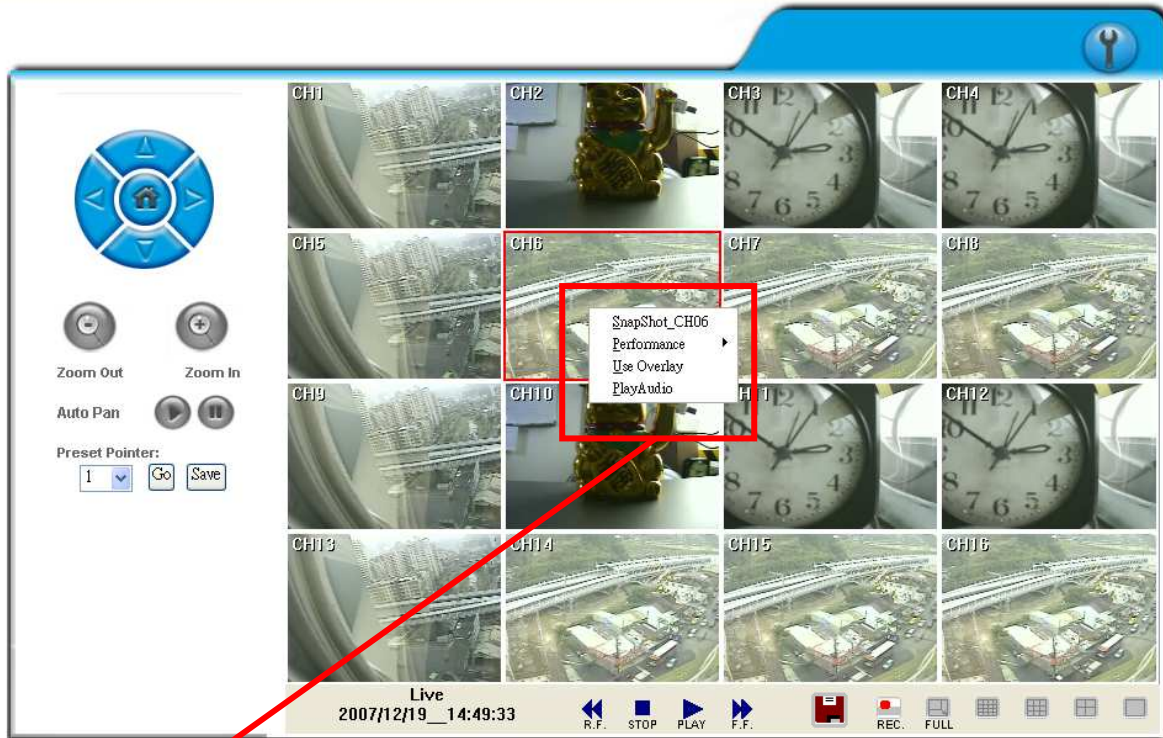 CH1
CH2
CH3
CH4
CH5
CH6
CH7
CH8
SnapShot_CH06
Performance
Use Overlay
PlayAudio
Zoom Out
Zoom In
Auto Pan
Preset Pointer:
1
Go
Save
CH9
CH10
CH12
CH13
CH14
CH15
CH16
Live
2007/12/19__14:49:33
R.F.
STOP
PLAY
F.F.
REC.
FULL